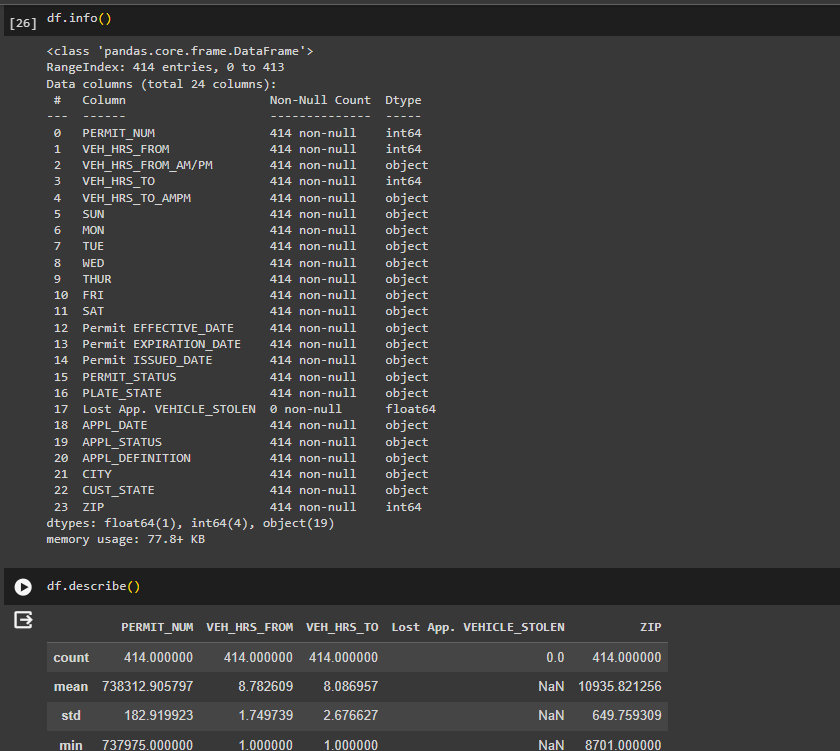 [26] df.info()
<class 'pandas.core.frame.DataFrame'>
RangeIndex: 414 entries, 0 to 413
Data columns (total 24 columns):
 #   Column                     Non-Null Count  Dtype
---  ------                     --------------  -----
 0   PERMIT_NUM                 414 non-null    int64
 1   VEH_HRS_FROM               414 non-null    int64
 2   VEH_HRS_FROM_AM/PM         414 non-null    object
 3   VEH_HRS_TO                 414 non-null    int64
 4   VEH_HRS_TO_AMPM            414 non-null    object
 5   SUN                        414 non-null    object
 6   MON                        414 non-null    object
 7   TUE                        414 non-null    object
 8   WED                        414 non-null    object
 9   THUR                       414 non-null    object
 10  FRI                        414 non-null    object
 11  SAT                        414 non-null    object
 12  Permit EFFECTIVE_DATE      414 non-null    object
 13  Permit EXPIRATION_DATE     414 non-null    object
 14  Permit ISSUED_DATE         414 non-null    object
 15  PERMIT_STATUS              414 non-null    object
 16  PLATE_STATE                414 non-null    object
 17  Lost App. VEHICLE_STOLEN   0 non-null      float64
 18  APPL_DATE                  414 non-null    object
 19  APPL_STATUS                414 non-null    object
 20  APPL_DEFINITION            414 non-null    object
 21  CITY                       414 non-null    object
 22  CUST_STATE                 414 non-null    object
 23  ZIP                        414 non-null    int64
dtypes: float64(1), int64(4), object(19)
memory usage: 77.8+ KB
df.describe()
PERMIT_NUM VEH_HRS_FROM VEH_HRS_TO Lost App. VEHICLE_STOLEN ZIP
count 414.000000 414.000000 414.000000 0.0 414.000000
mean 738312.905797 8.782609 8.086957 NaN 10935.821256
std 182.919923 1.749739 2.676627 NaN 649.759309
min 737975.000000 1.000000 1.000000 NaN 8701.000000